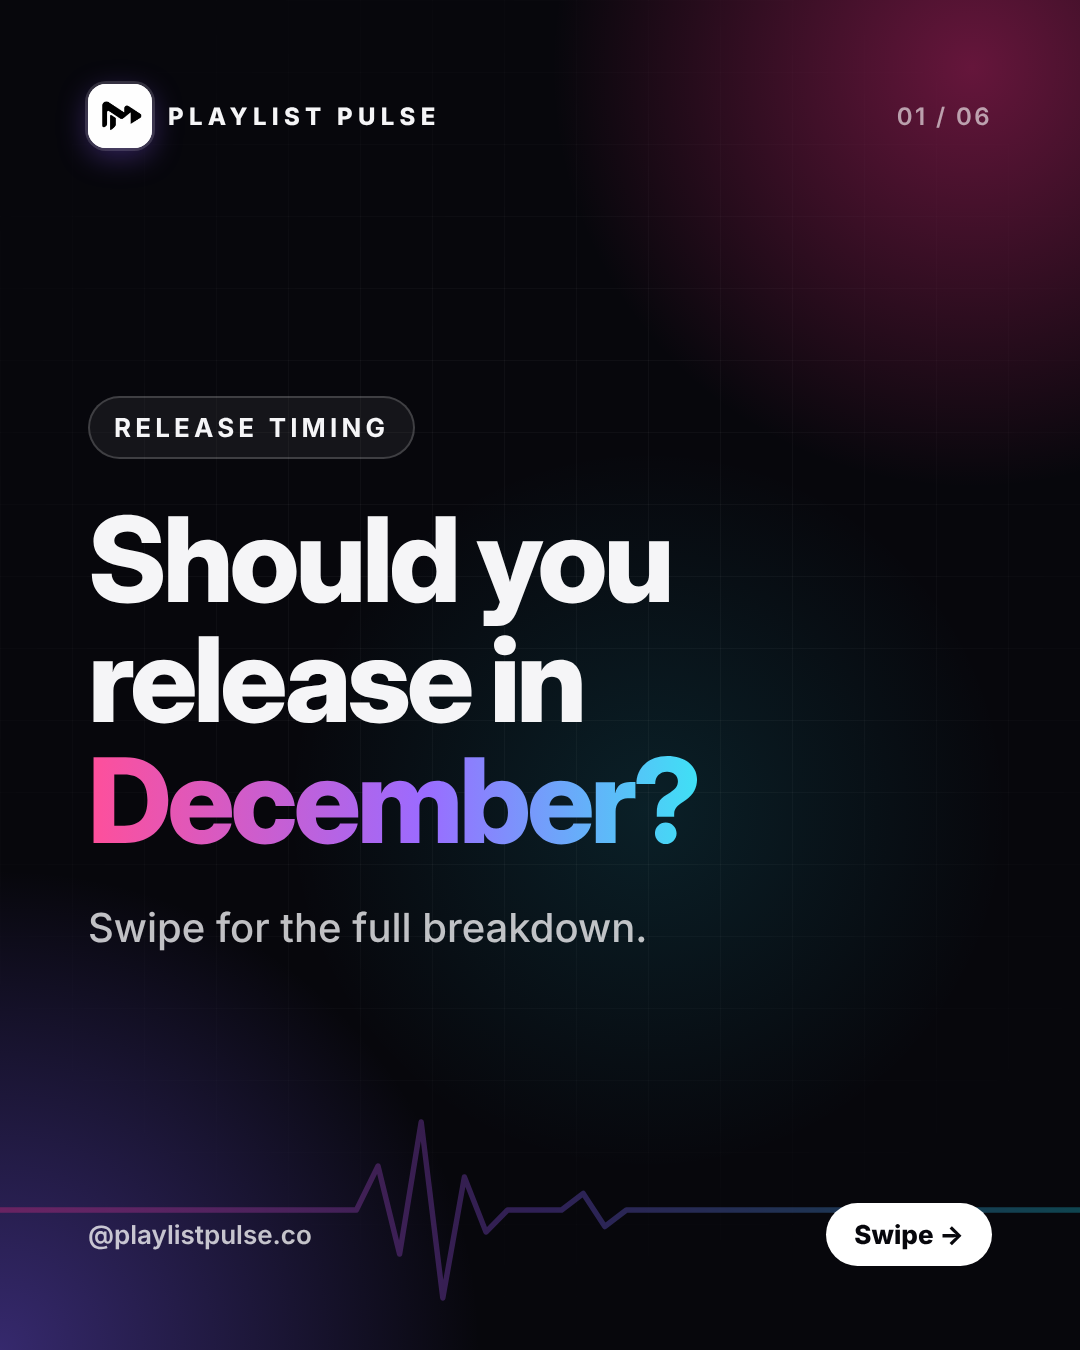 PLAYLIST PULSE
01 / 06
RELEASE TIMING
Should you
release in
December?
Swipe for the full breakdown.
@playlistpulse.co
Swipe →